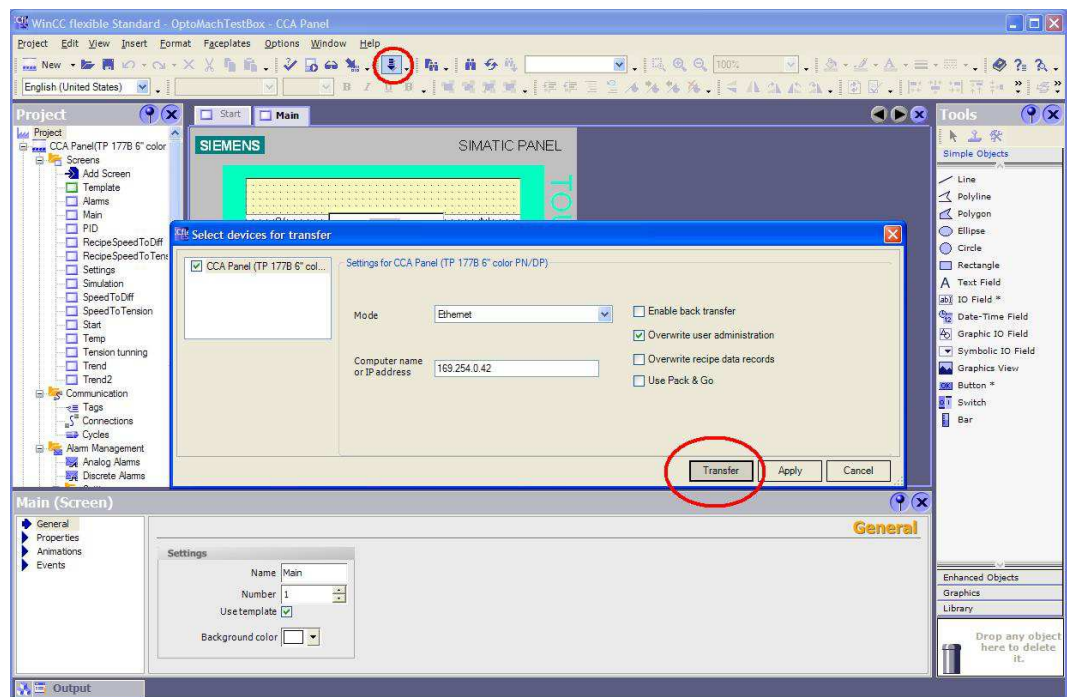 WinCC flexible Standard - OptoMachTestBox - CCA Panel
Project Edit View Insert Format Faceplates Options Window Help
New 100%
English (United States) B I U
Project
Start Main
Tools
Project
CCA Panel(TP 177B 6" color
Screens
Add Screen
Template
Alarms
Main
PID
RecipeSpeedToDiff
RecipeSpeedToTens
Settings
Simulation
SpeedToDiff
SpeedToTension
Start
Temp
Tension tunning
Trend
Trend2
Communication
Tags
Connections
Cycles
Alarm Management
Analog Alarms
Discrete Alarms
SIEMENS SIMATIC PANEL
Select devices for transfer
CCA Panel (TP 177B 6" col...
Settings for CCA Panel (TP 177B 6" color PN/DP)
Mode Ethernet
Computer name
or IP address 169.254.0.42
Enable back transfer
Overwrite user administration
Overwrite recipe data records
Use Pack & Go
Transfer Apply Cancel
Simple Objects
Line
Polyline
Polygon
Ellipse
Circle
Rectangle
A Text Field
IO Field *
Date-Time Field
Graphic IO Field
Symbolic IO Field
Graphics View
Button *
Switch
Bar
Enhanced Objects
Graphics
Library
Drop any object
here to delete
it.
Main (Screen)
General
Properties
Animations
Events
General
Settings
Name Main
Number 1
Use template
Background color
Output